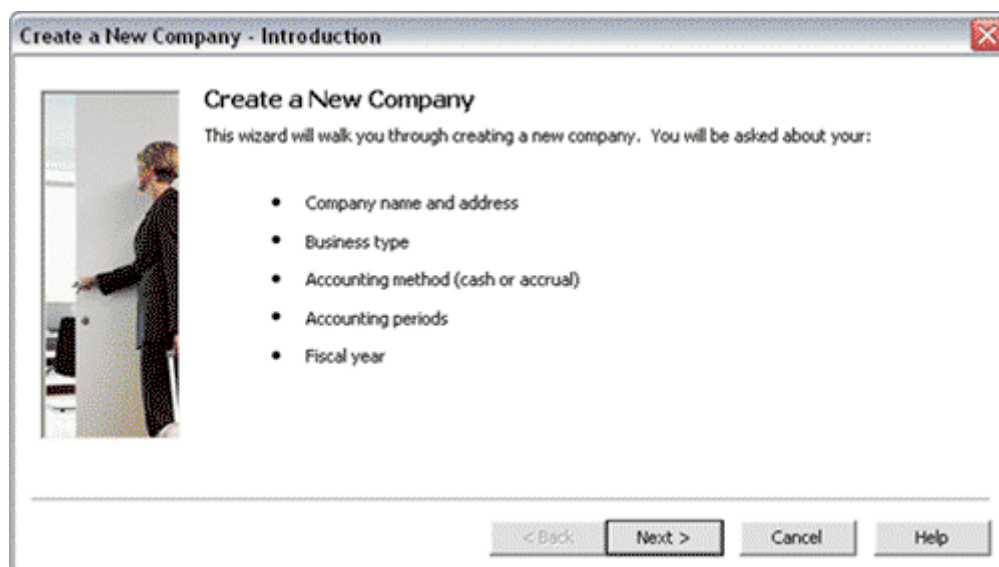 Create a New Company - Introduction
Create a New Company
This wizard will walk you through creating a new company. You will be asked about your:
• Company name and address
• Business type
• Accounting method (cash or accrual)
• Accounting periods
• Fiscal year
< Back Next > Cancel Help